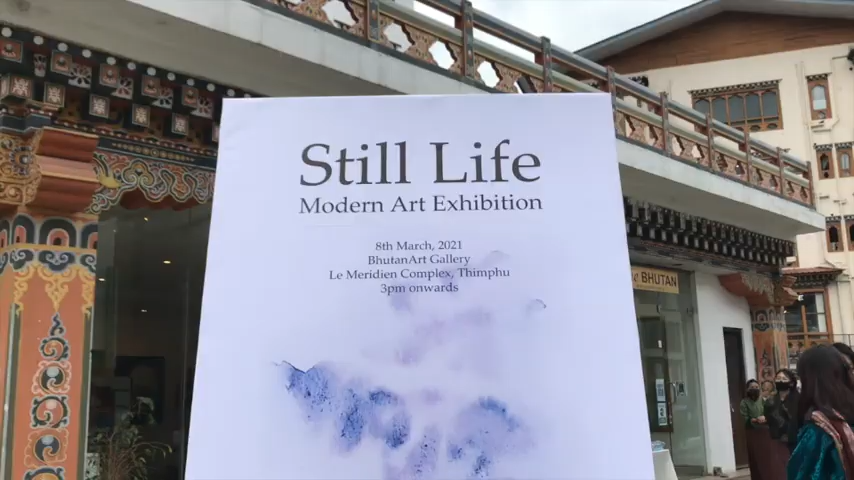 Still Life
Modern Art Exhibition
8th March, 2021
BhutanArt Gallery
Le Meridien Complex, Thimphu
3pm onwards
BHUTAN